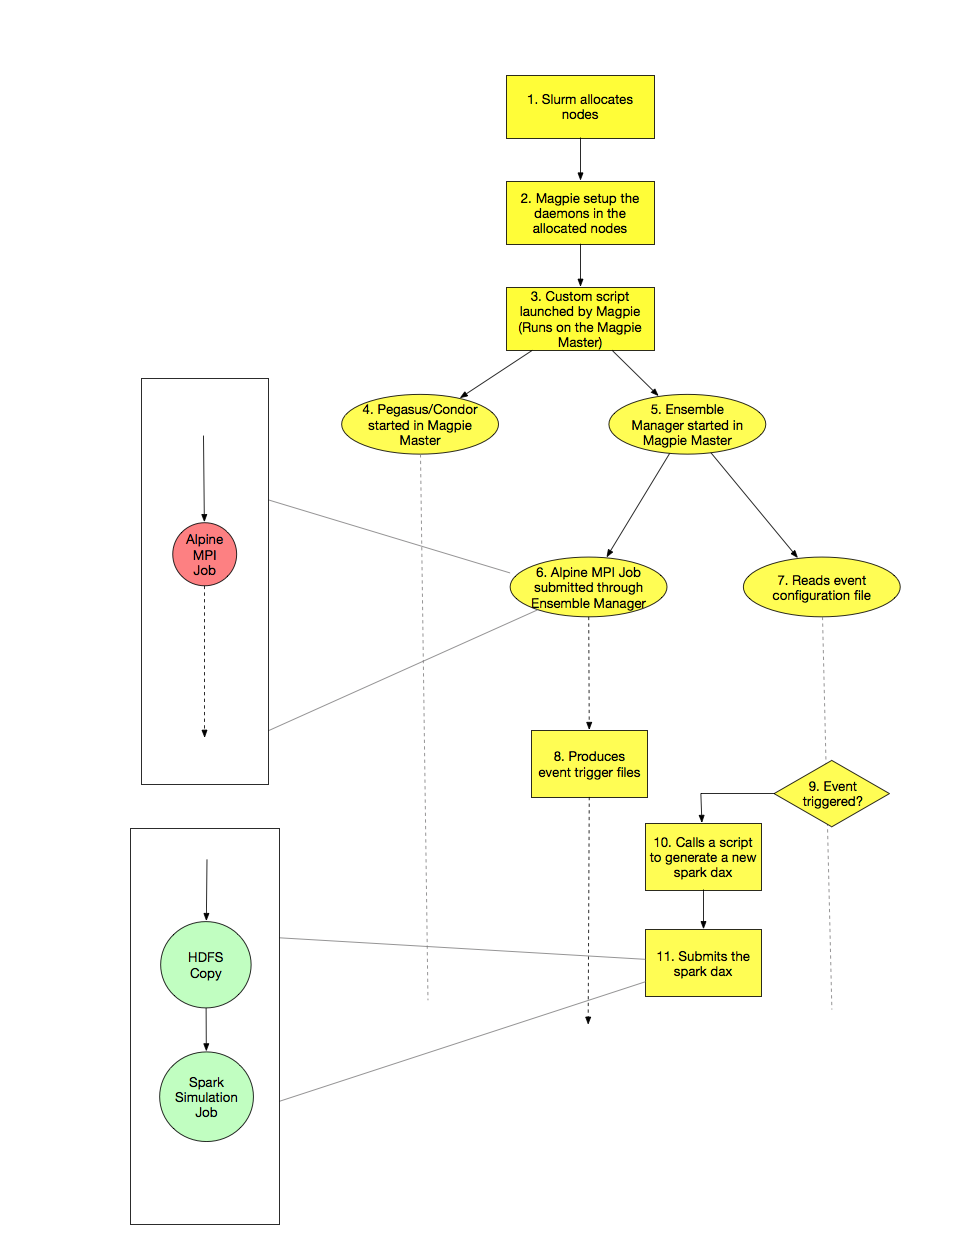 1. Slurm allocates
nodes
2. Magpie setup the
daemons in the
allocated nodes
3. Custom script
launched by Magpie
(Runs on the Magpie
Master)
4. Pegasus/Condor
started in Magpie
Master
5. Ensemble
Manager started in
Magpie Master
Alpine
MPI
Job
6. Alpine MPI Job
submitted through
Ensemble Manager
7. Reads event
configuration file
8. Produces
event trigger files
9. Event
triggered?
10. Calls a script
to generate a new
spark dax
11. Submits the
spark dax
HDFS
Copy
Spark
Simulation
Job